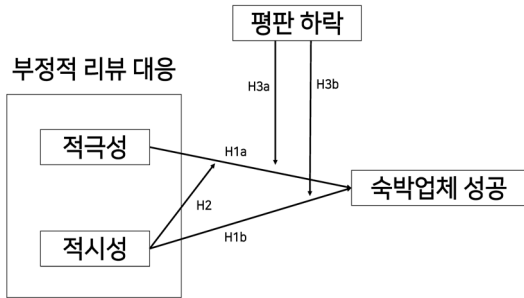 평판 하락
부정적 리뷰 대응
H3a
H3b
적극성
H1a
숙박업체 성공
H2
적시성
H1b